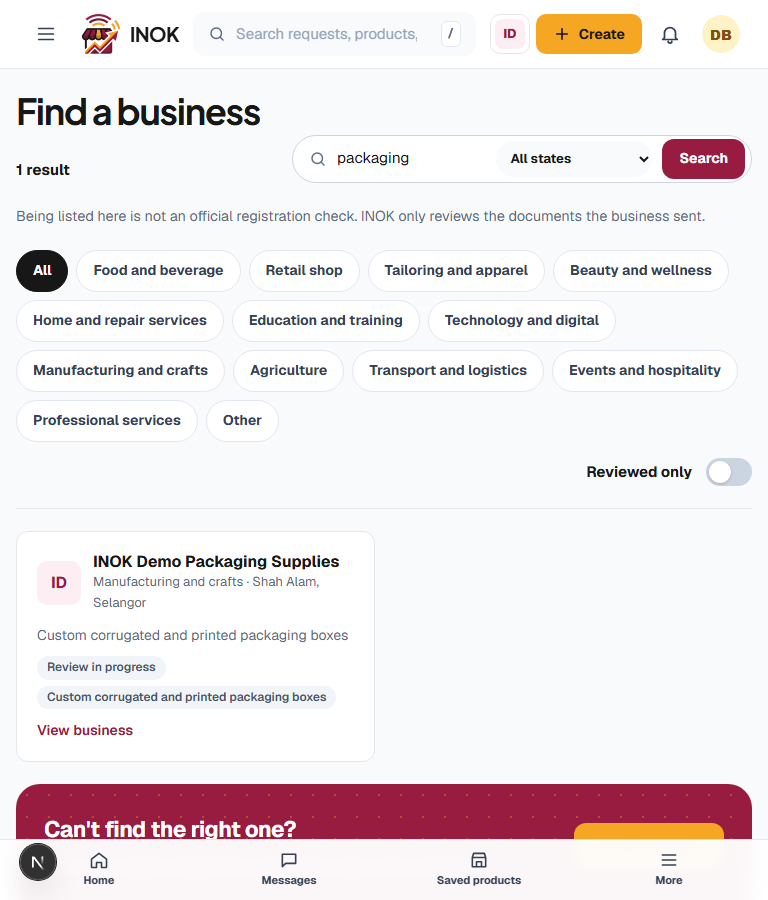 INOK
Search requests, products,
/
ID
Create
DB
Find a business
1 result
packaging
All states
Search
Being listed here is not an official registration check. INOK only reviews the documents the business sent.
All
Food and beverage
Retail shop
Tailoring and apparel
Beauty and wellness
Home and repair services
Education and training
Technology and digital
Manufacturing and crafts
Agriculture
Transport and logistics
Events and hospitality
Professional services
Other
Reviewed only
ID
INOK Demo Packaging Supplies
Manufacturing and crafts · Shah Alam,
Selangor
Custom corrugated and printed packaging boxes
Review in progress
Custom corrugated and printed packaging boxes
View business
Can't find the right one?
N
Home
Messages
Saved products
More